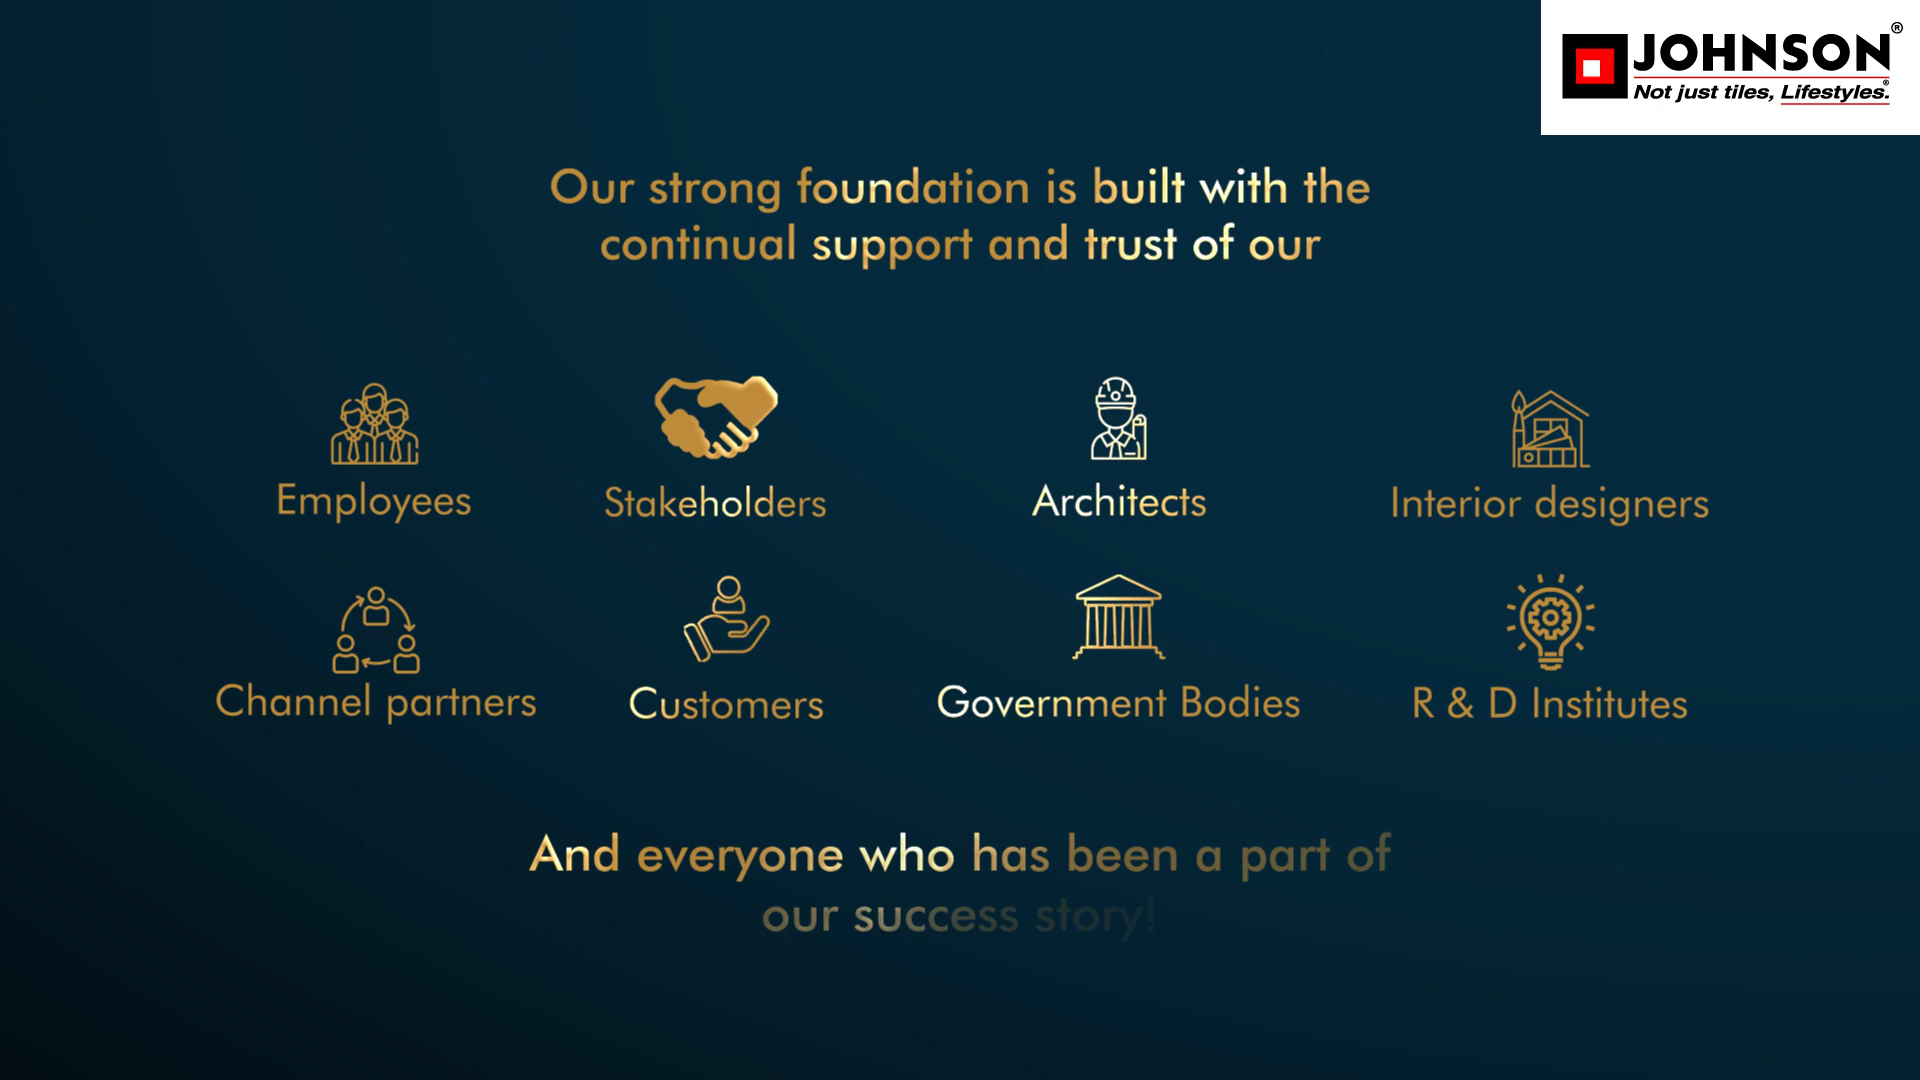 JOHNSON®
Not just tiles, Lifestyles.®
Our strong foundation is built with the
continual support and trust of our
Employees
Stakeholders
Architects
Interior designers
Channel partners
Customers
Government Bodies
R & D Institutes
And everyone who has been a part of
our success story!